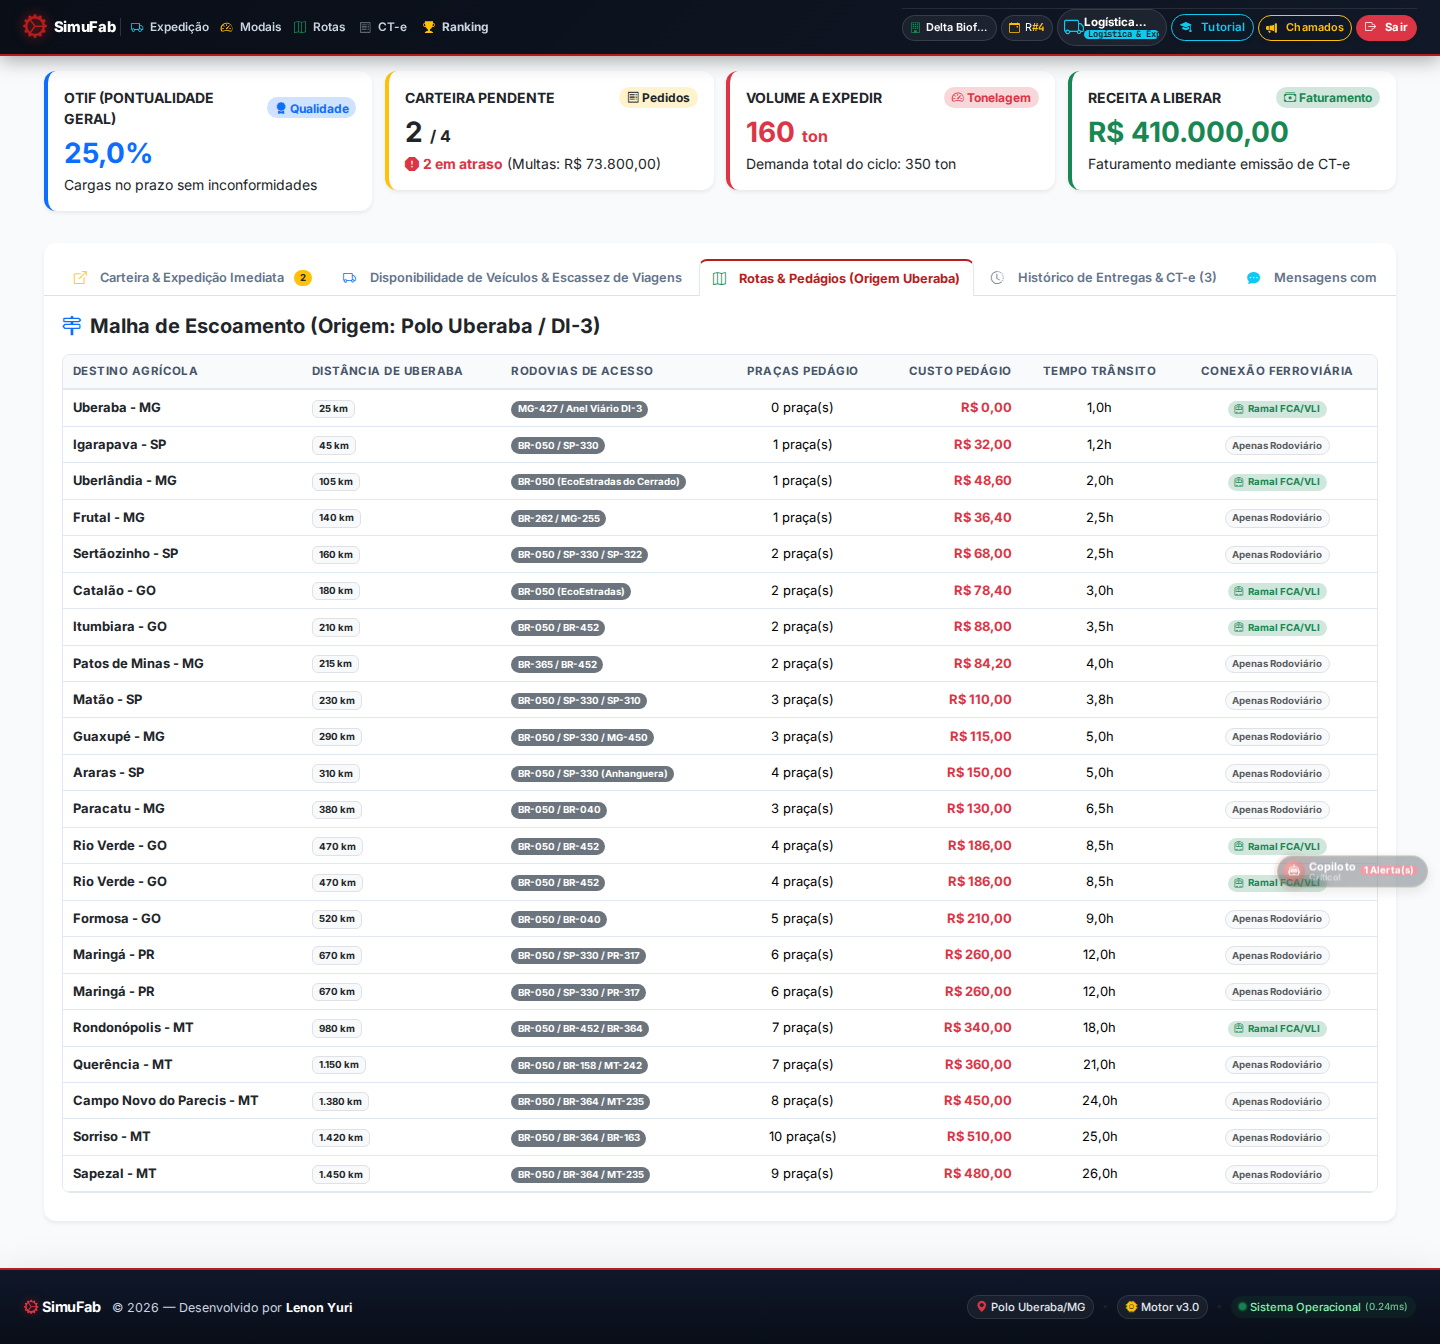 SimuFab Expedição Modais Rotas CT-e Ranking Delta Biof... R#4 Logística... Logística & Exp Tutorial Chamados Sair
OTIF (PONTUALIDADE GERAL) Qualidade
25,0%
Cargas no prazo sem inconformidades
CARTEIRA PENDENTE Pedidos
2 / 4
2 em atraso (Multas: R$ 73.800,00)
VOLUME A EXPEDIR Tonelagem
160 ton
Demanda total do ciclo: 350 ton
RECEITA A LIBERAR Faturamento
R$ 410.000,00
Faturamento mediante emissão de CT-e
Carteira & Expedição Imediata 2 Disponibilidade de Veículos & Escassez de Viagens Rotas & Pedágios (Origem Uberaba) Histórico de Entregas & CT-e (3) Mensagens com
Malha de Escoamento (Origem: Polo Uberaba / DI-3)
DESTINO AGRÍCOLA DISTÂNCIA DE UBERABA RODOVIAS DE ACESSO PRAÇAS PEDÁGIO CUSTO PEDÁGIO TEMPO TRÂNSITO CONEXÃO FERROVIÁRIA
Uberaba - MG 25 km MG-427 / Anel Viário DI-3 0 praça(s) R$ 0,00 1,0h Ramal FCA/VLI
Igarapava - SP 45 km BR-050 / SP-330 1 praça(s) R$ 32,00 1,2h Apenas Rodoviário
Uberlândia - MG 105 km BR-050 (EcoEstradas do Cerrado) 1 praça(s) R$ 48,60 2,0h Ramal FCA/VLI
Frutal - MG 140 km BR-262 / MG-255 1 praça(s) R$ 36,40 2,5h Apenas Rodoviário
Sertãozinho - SP 160 km BR-050 / SP-330 / SP-322 2 praça(s) R$ 68,00 2,5h Apenas Rodoviário
Catalão - GO 180 km BR-050 (EcoEstradas) 2 praça(s) R$ 78,40 3,0h Ramal FCA/VLI
Itumbiara - GO 210 km BR-050 / BR-452 2 praça(s) R$ 88,00 3,5h Ramal FCA/VLI
Patos de Minas - MG 215 km BR-365 / BR-452 2 praça(s) R$ 84,20 4,0h Apenas Rodoviário
Matão - SP 230 km BR-050 / SP-330 / SP-310 3 praça(s) R$ 110,00 3,8h Apenas Rodoviário
Guaxupé - MG 290 km BR-050 / SP-330 / MG-450 3 praça(s) R$ 115,00 5,0h Apenas Rodoviário
Araras - SP 310 km BR-050 / SP-330 (Anhanguera) 4 praça(s) R$ 150,00 5,0h Apenas Rodoviário
Paracatu - MG 380 km BR-050 / BR-040 3 praça(s) R$ 130,00 6,5h Apenas Rodoviário
Rio Verde - GO 470 km BR-050 / BR-452 4 praça(s) R$ 186,00 8,5h Ramal FCA/VLI
Rio Verde - GO 470 km BR-050 / BR-452 4 praça(s) R$ 186,00 8,5h Ramal FCA/VLI
Copiloto 1 Alerta(s)
Formosa - GO 520 km BR-050 / BR-040 5 praça(s) R$ 210,00 9,0h Apenas Rodoviário
Maringá - PR 670 km BR-050 / SP-330 / PR-317 6 praça(s) R$ 260,00 12,0h Apenas Rodoviário
Maringá - PR 670 km BR-050 / SP-330 / PR-317 6 praça(s) R$ 260,00 12,0h Apenas Rodoviário
Rondonópolis - MT 980 km BR-050 / BR-452 / BR-364 7 praça(s) R$ 340,00 18,0h Ramal FCA/VLI
Querência - MT 1.150 km BR-050 / BR-158 / MT-242 7 praça(s) R$ 360,00 21,0h Apenas Rodoviário
Campo Novo do Parecis - MT 1.380 km BR-050 / BR-364 / MT-235 8 praça(s) R$ 450,00 24,0h Apenas Rodoviário
Sorriso - MT 1.420 km BR-050 / BR-364 / BR-163 10 praça(s) R$ 510,00 25,0h Apenas Rodoviário
Sapezal - MT 1.450 km BR-050 / BR-364 / MT-235 9 praça(s) R$ 480,00 26,0h Apenas Rodoviário
SimuFab © 2026 — Desenvolvido por Lenon Yuri Polo Uberaba/MG Motor v3.0 Sistema Operacional (0.24ms)